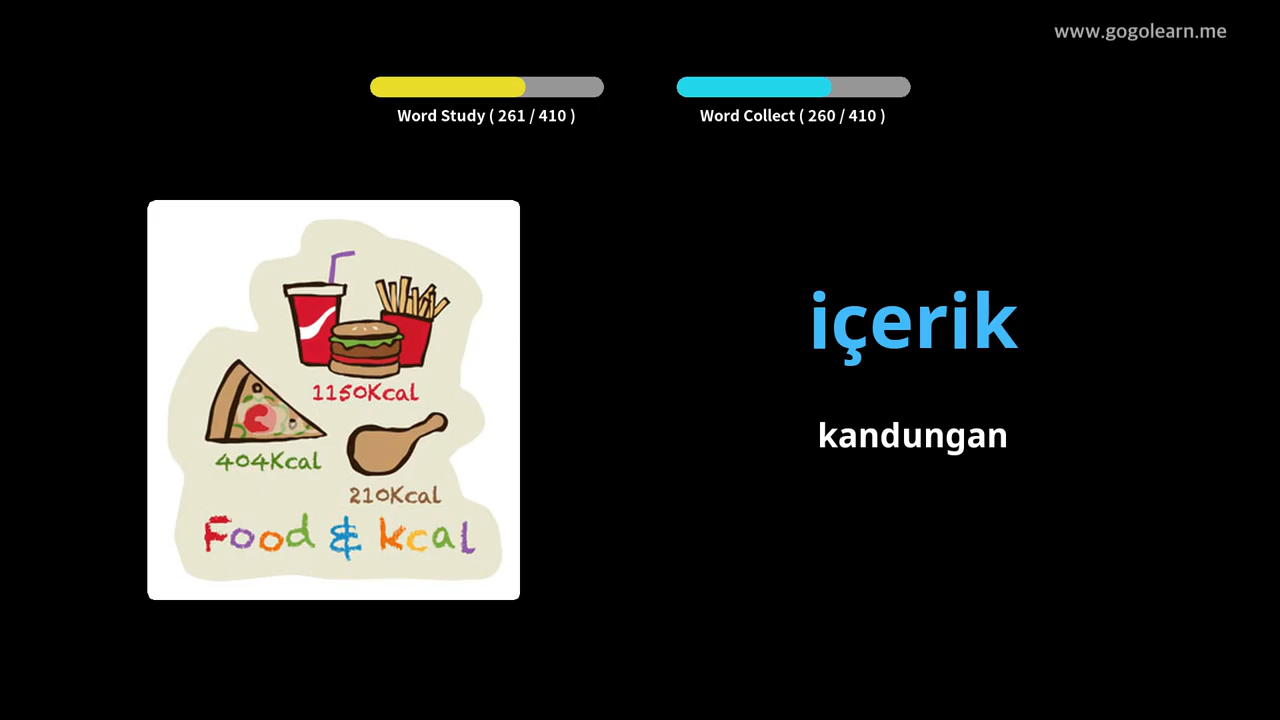 www.gogolearn.me
Word Study ( 261 / 410 )
Word Collect ( 260 / 410 )
1150Kcal
404Kcal
210Kcal
Food & kcal
içerik
kandungan